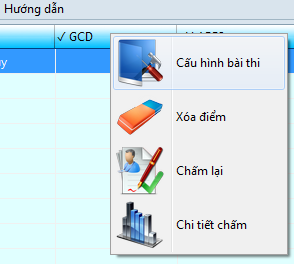 Hướng dẫn
✓ GCD
Cấu hình bài thi
Xóa điểm
Chấm lại
Chi tiết chấm